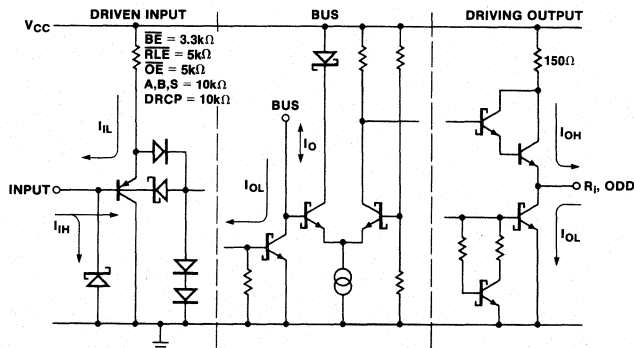 DRIVEN INPUT
BUS
DRIVING OUTPUT
VCC
BE = 3.3kΩ
RLE = 5kΩ
OE = 5kΩ
A,B,S = 10kΩ
DRCP = 10kΩ
150Ω
BUS
IIL
IO
IOH
INPUT
IOL
Ri, ODD
IIH
IOL